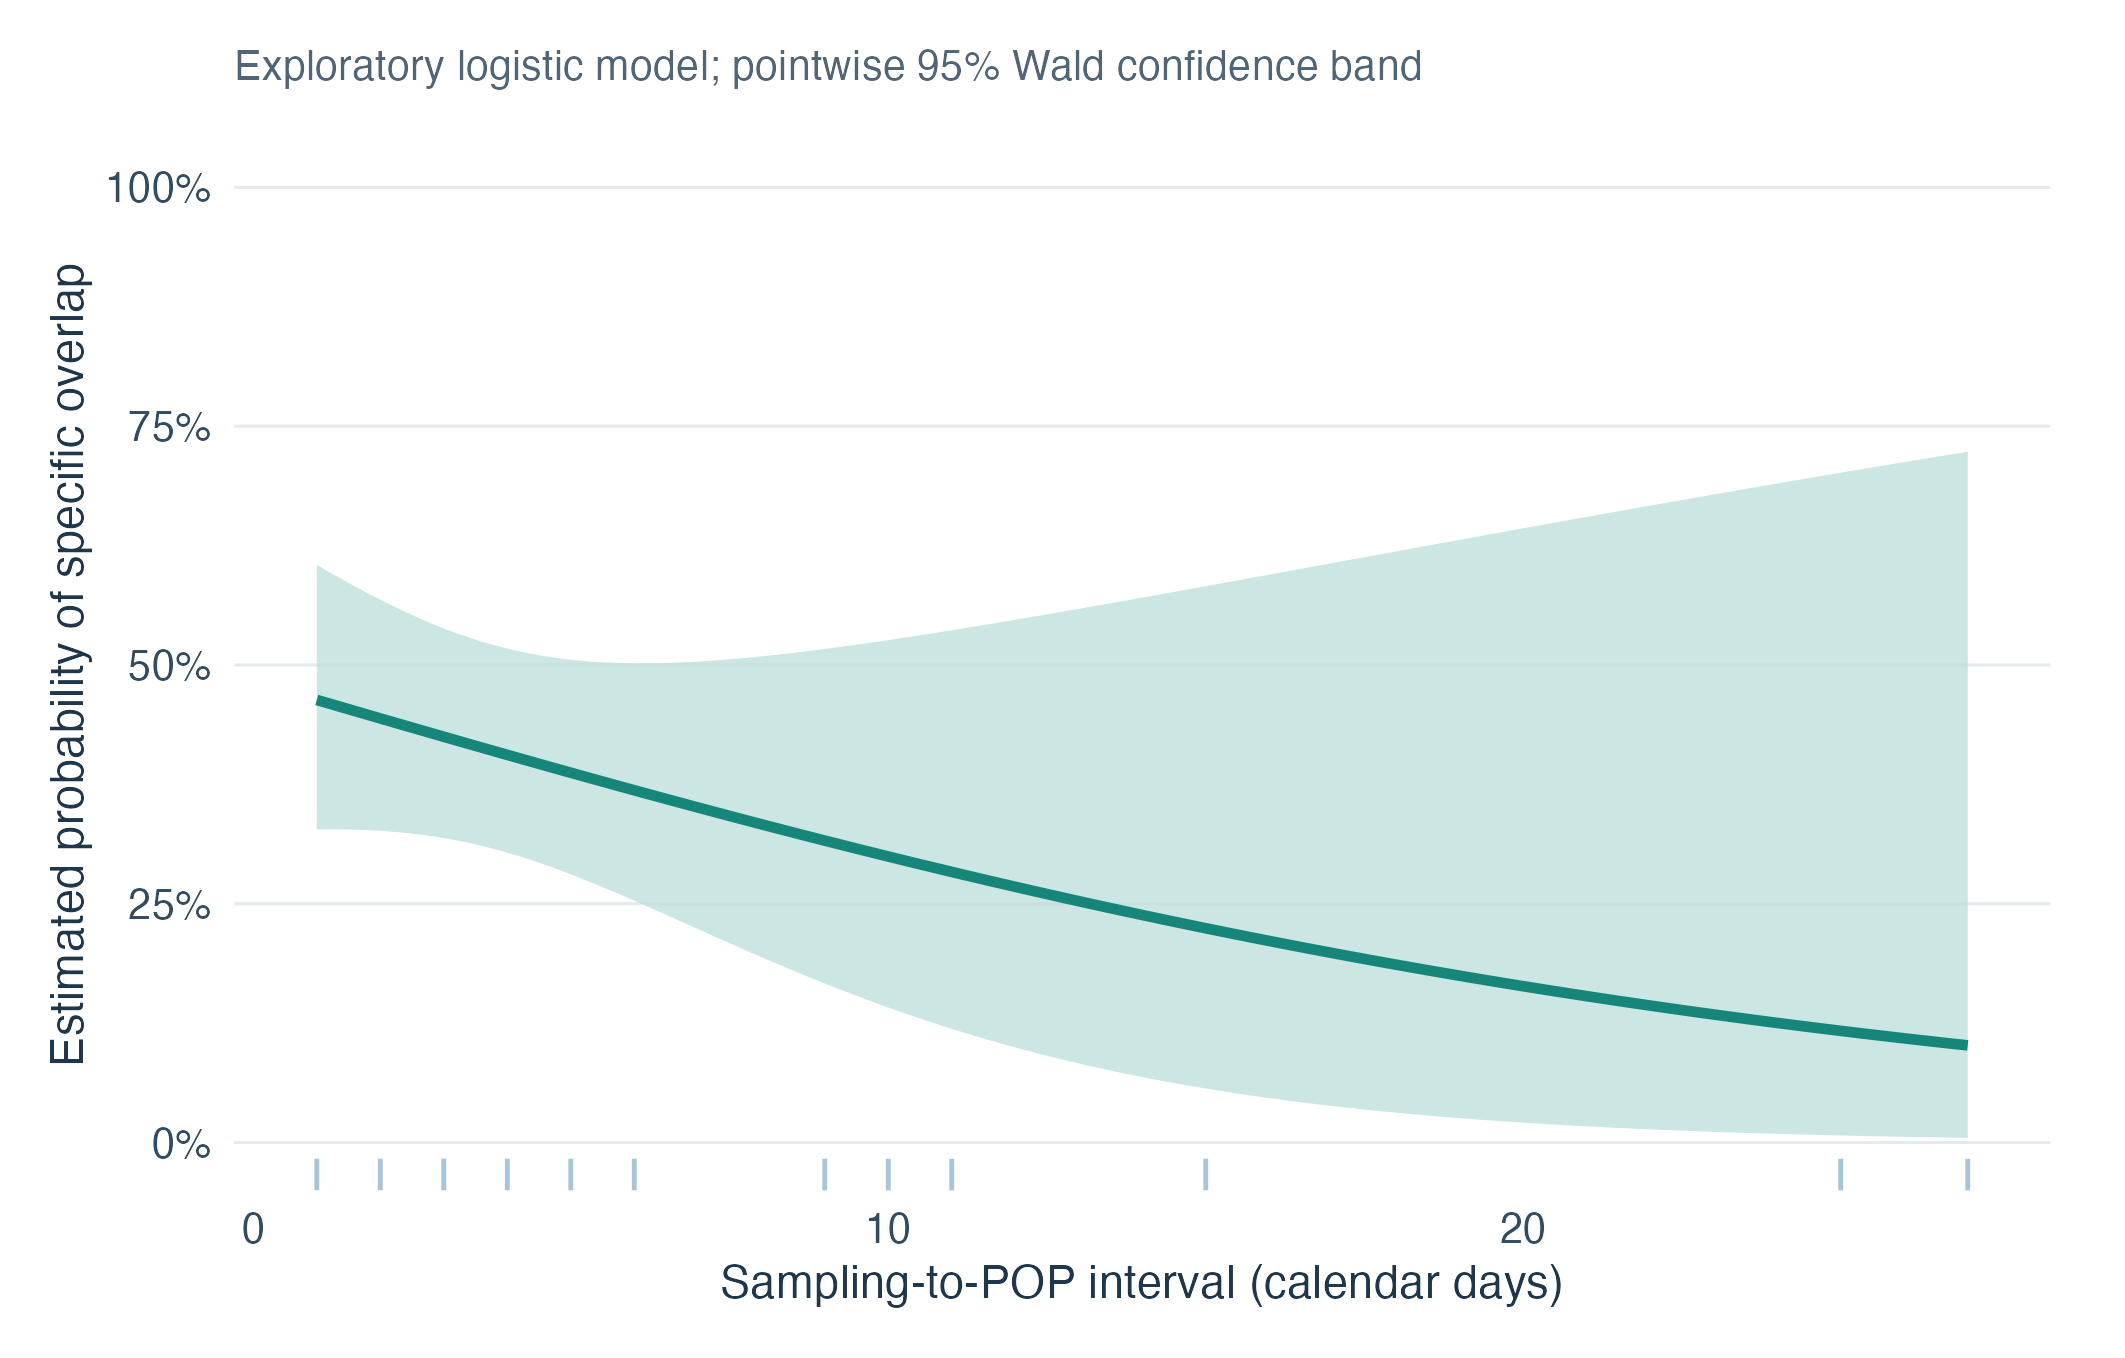 Exploratory logistic model; pointwise 95% Wald confidence band
100%
75%
50%
25%
0%
Estimated probability of specific overlap
0
10
20
Sampling-to-POP interval (calendar days)